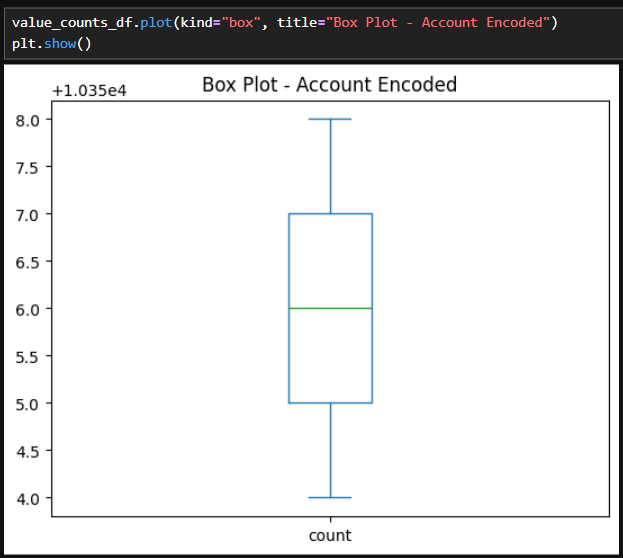 value_counts_df.plot(kind="box", title="Box Plot - Account Encoded")
plt.show()
+1.035e4
Box Plot - Account Encoded
8.0
7.5
7.0
6.5
6.0
5.5
5.0
4.5
4.0
count